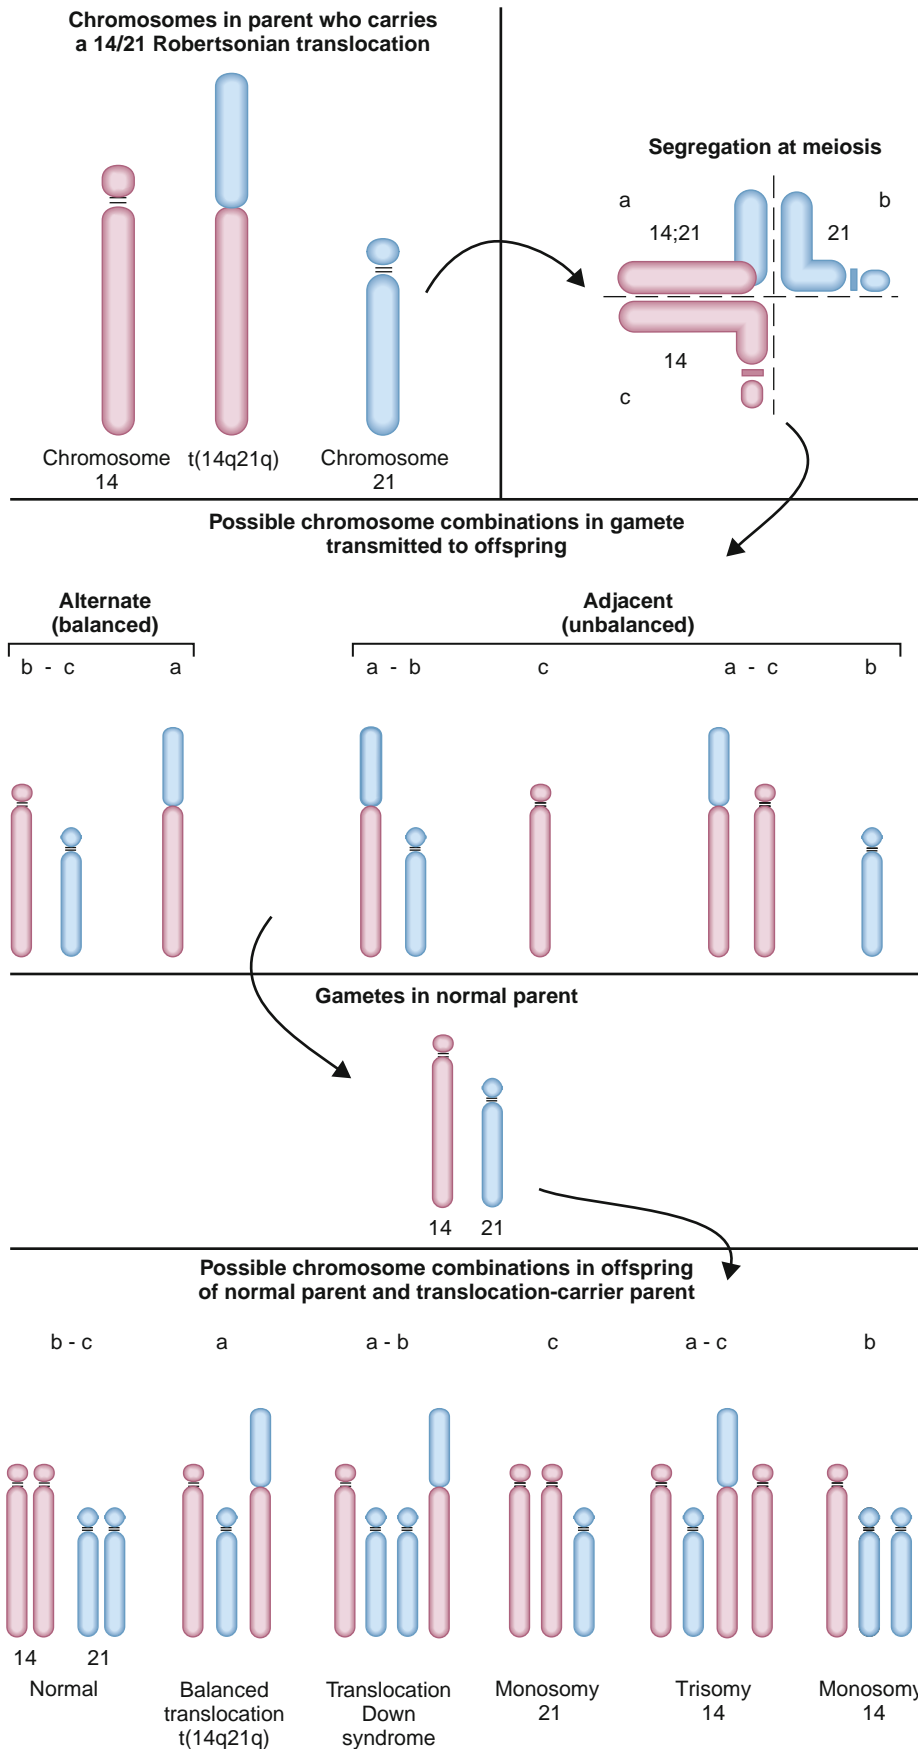 Chromosomes in parent who carries
a 14/21 Robertsonian translocation
Chromosome
14
t(14q21q)
Chromosome
21
Segregation at meiosis
a
b
14;21
21
14
c
Possible chromosome combinations in gamete
transmitted to offspring
Alternate
(balanced)
Adjacent
(unbalanced)
b - c
a
a - b
c
a - c
b
Gametes in normal parent
14
21
Possible chromosome combinations in offspring
of normal parent and translocation-carrier parent
b - c
a
a - b
c
a - c
b
14
21
Normal
Balanced
translocation
t(14q21q)
Translocation
Down
syndrome
Monosomy
21
Trisomy
14
Monosomy
14